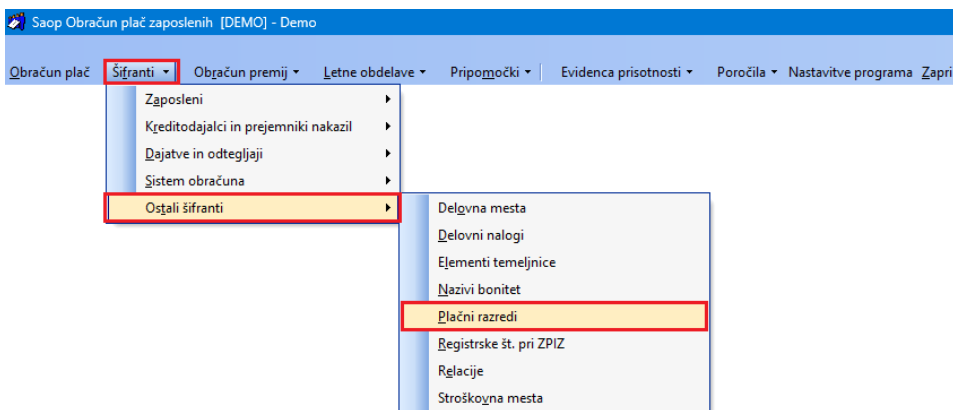 Saop Obračun plač zaposlenih [DEMO] - Demo
Obračun plač Šifranti Obračun premij Letne obdelave Pripomočki Evidenca prisotnosti Poročila Nastavitve programa Zapri
Zaposleni
Kreditodajalci in prejemniki nakazil
Dajatve in odtegljaji
Sistem obračuna
Ostali šifranti
Delovna mesta
Delovni nalogi
Elementi temeljnice
Nazivi bonitet
Plačni razredi
Registrske št. pri ZPIZ
Relacije
Stroškovna mesta